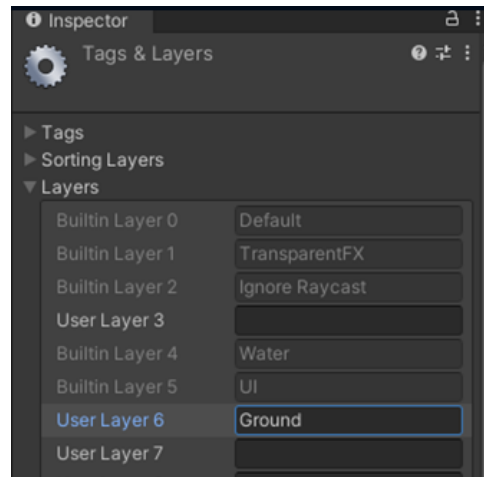 Inspector
Tags & Layers
Tags
Sorting Layers
Layers
Builtin Layer 0 Default
Builtin Layer 1 TransparentFX
Builtin Layer 2 Ignore Raycast
User Layer 3
Builtin Layer 4 Water
Builtin Layer 5 UI
User Layer 6 Ground
User Layer 7